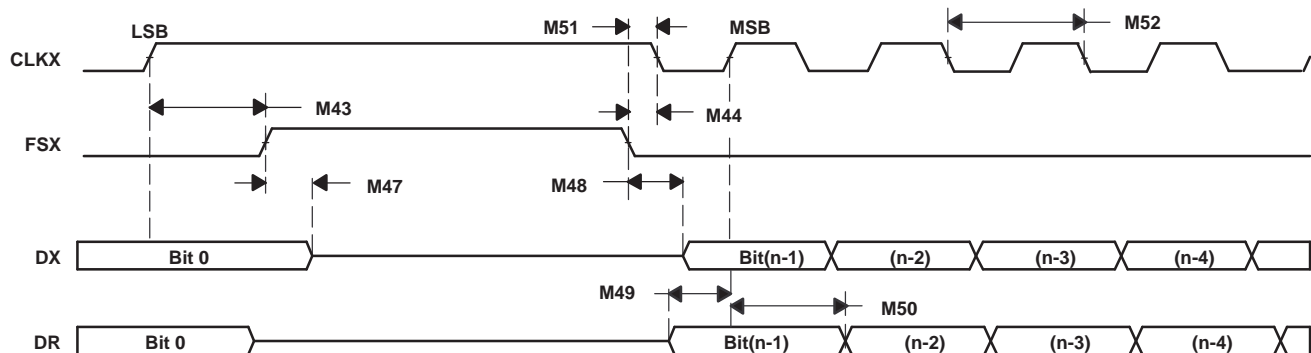 LSB M51 MSB M52
CLKX
M43 M44
FSX
M47 M48
DX Bit 0 Bit(n-1) (n-2) (n-3) (n-4)
M49 M50
DR Bit 0 Bit(n-1) (n-2) (n-3) (n-4)